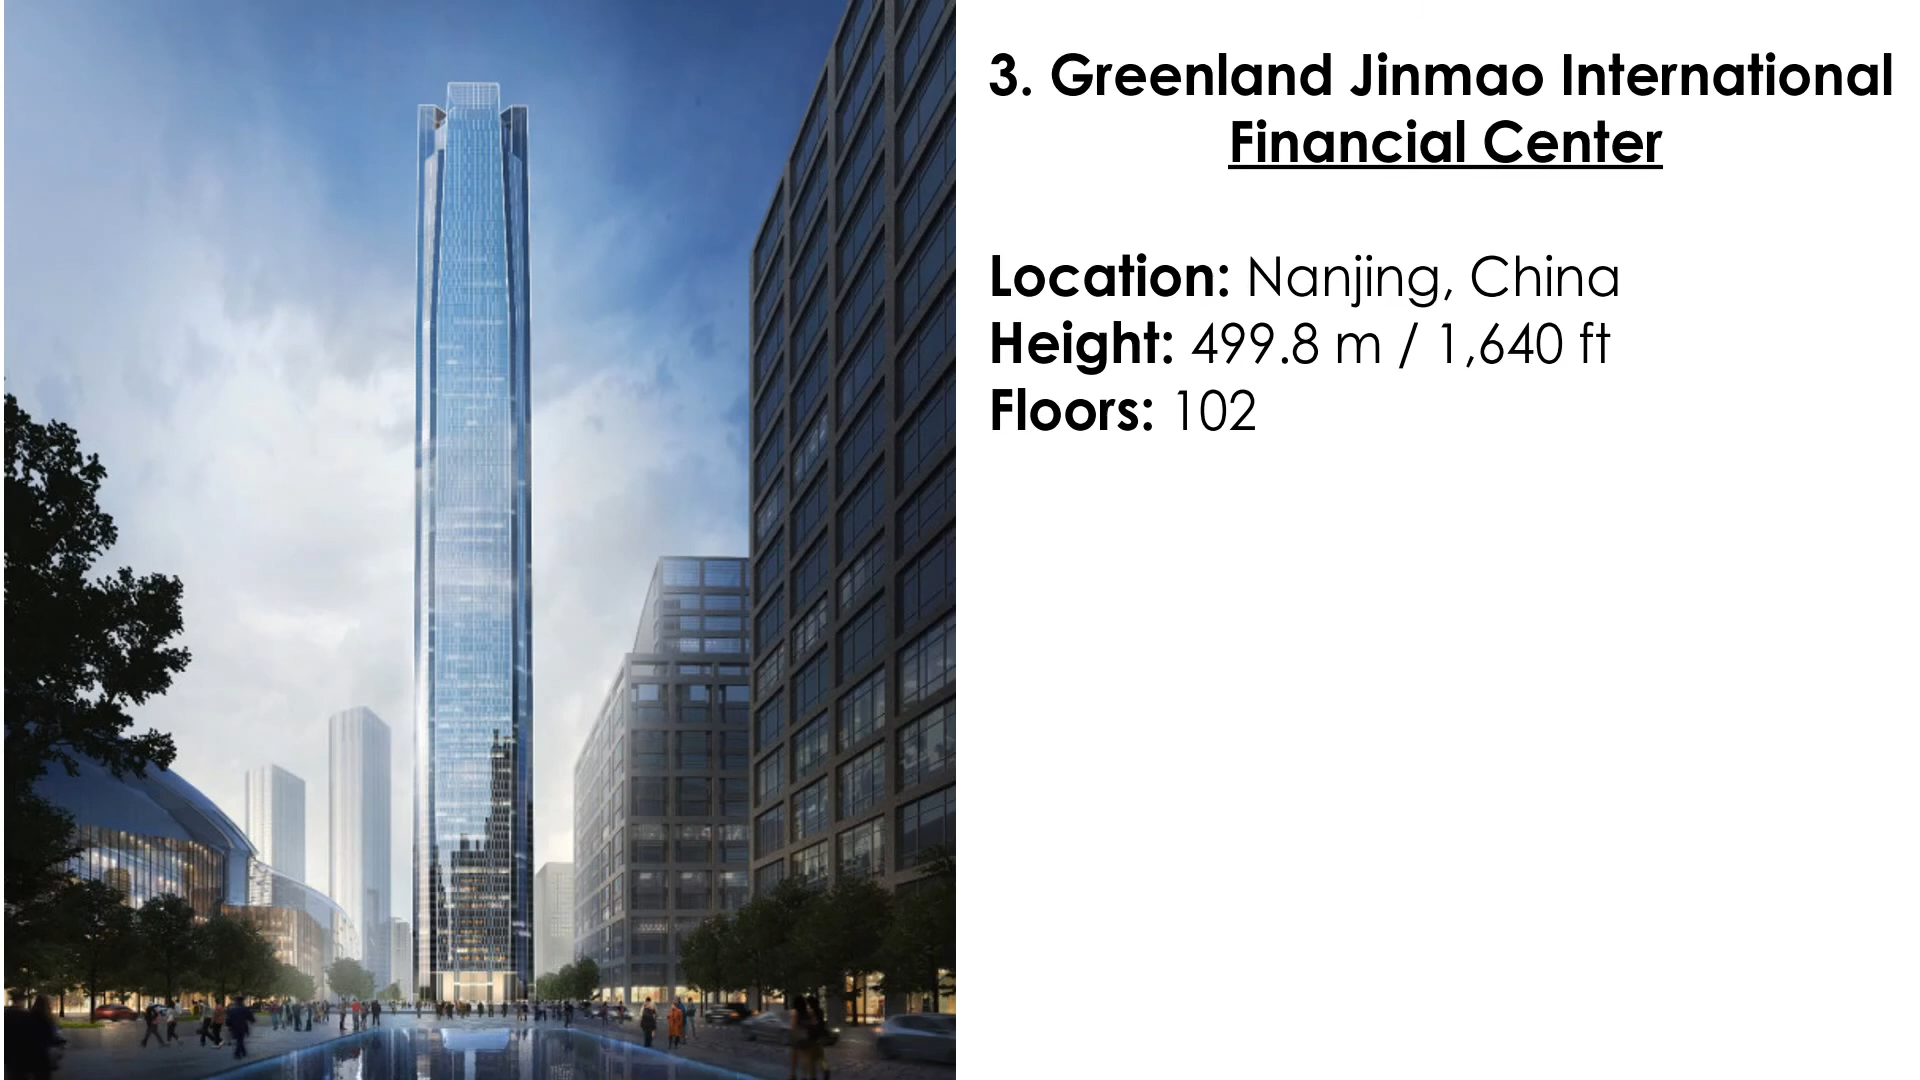 3. Greenland Jinmao International
Financial Center
Location: Nanjing, China
Height: 499.8 m / 1,640 ft
Floors: 102